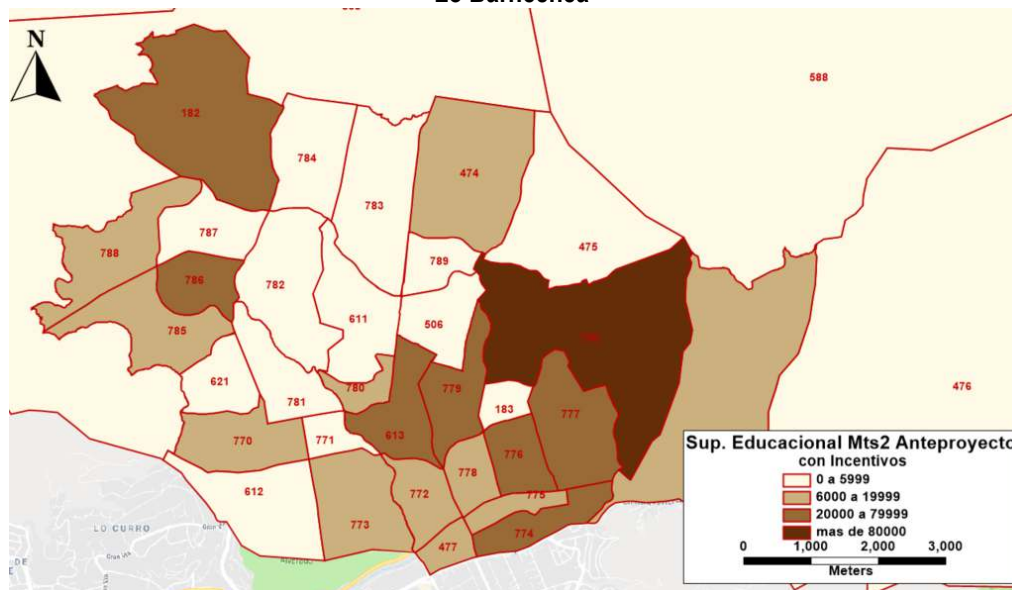 Lo Barnechea
N
588
182
784
474
783
787
475
788
789
786
782
785
611
506
476
621
780
779
781
183
777
770
771
613
776
778
612
772
775
773
774
477
LO CURRO
Sup. Educacional Mts2 Anteproyecto
con Incentivos
0 a 5999
6000 a 19999
20000 a 79999
mas de 80000
0 1,000 2,000 3,000
Meters